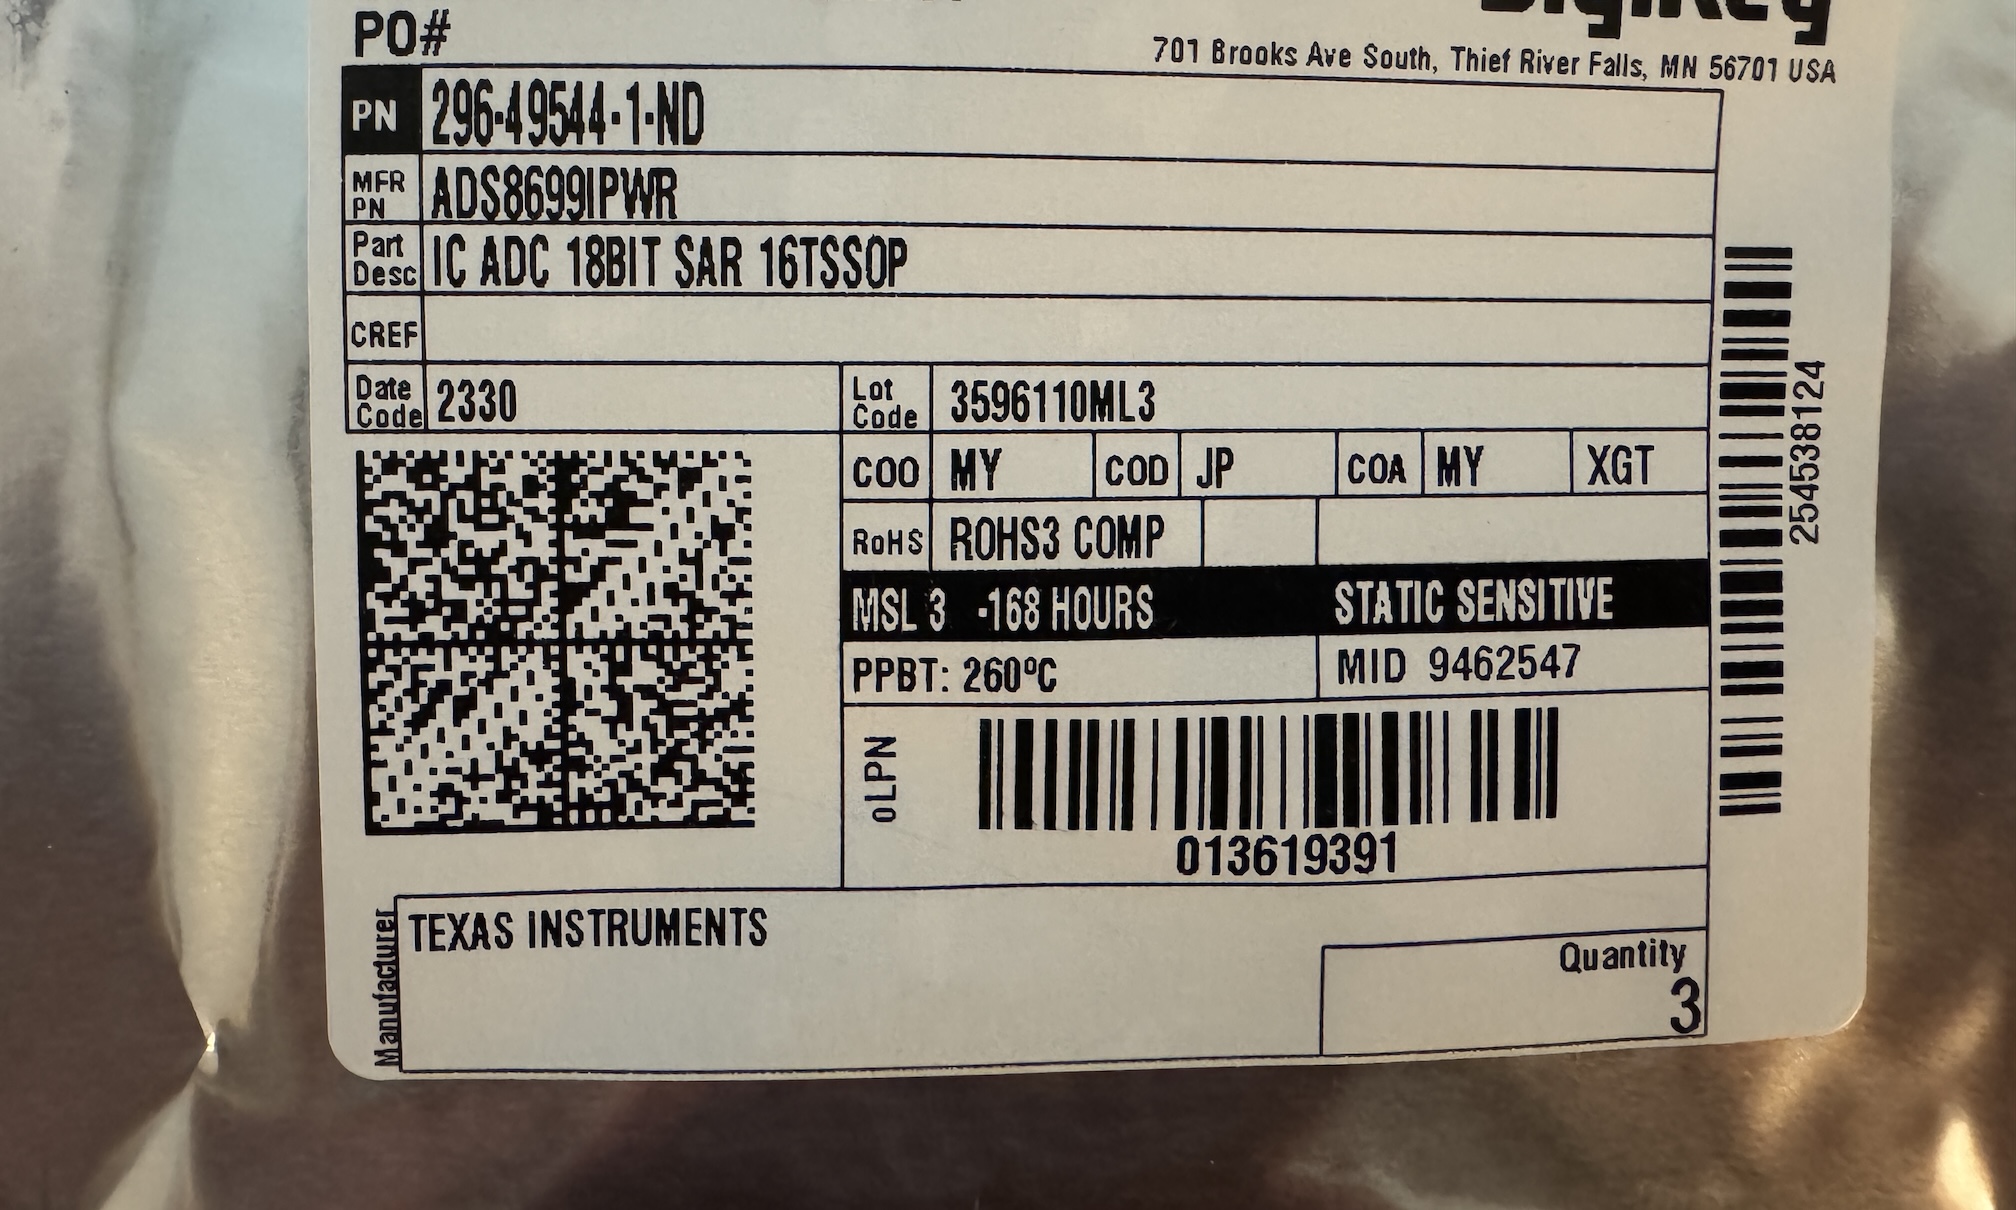 PO#
DigiKey
701 Brooks Ave South, Thief River Falls, MN 56701 USA
PN 296-49544-1-ND
MFR PN ADS8699IPWR
Part Desc IC ADC 18BIT SAR 16TSSOP
CREF
Date Code 2330 Lot Code 3596110ML3
COO MY COD JP COA MY XGT
RoHS ROHS3 COMP
MSL 3 -168 HOURS STATIC SENSITIVE
PPBT: 260ºC MID 9462547
oLPN
013619391
254538124
Manufacturer TEXAS INSTRUMENTS
Quantity
3